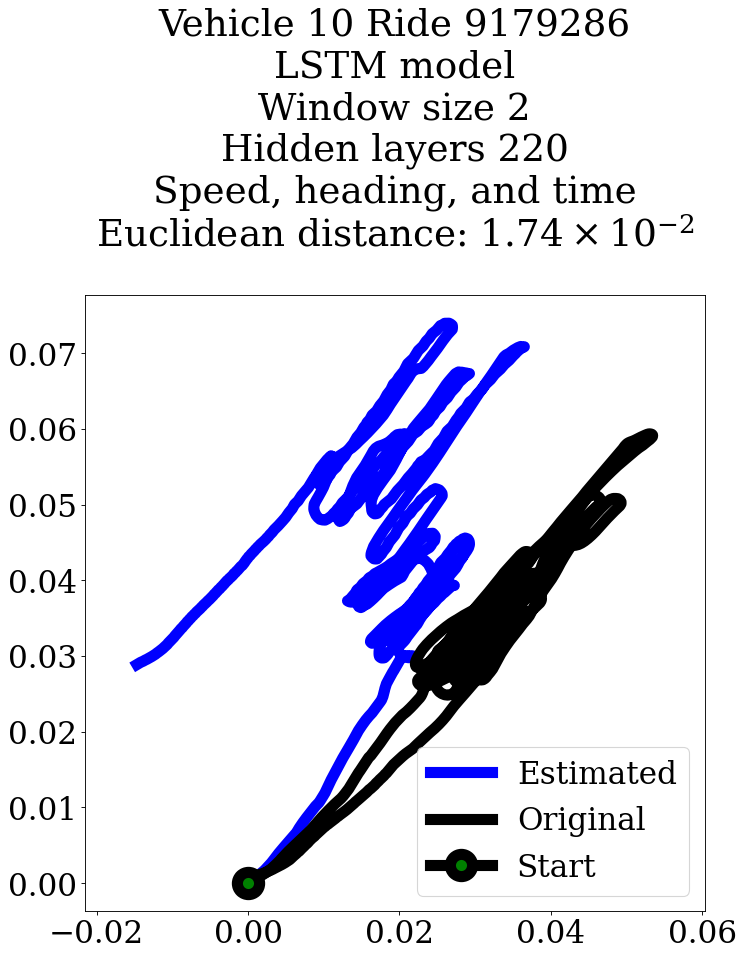 Vehicle 10 Ride 9179286
LSTM model
Window size 2
Hidden layers 220
Speed, heading, and time
Euclidean distance: 1.74 × 10⁻²
0.07
0.06
0.05
0.04
0.03
0.02
0.01
0.00
Estimated
Original
Start
−0.02 0.00 0.02 0.04 0.06